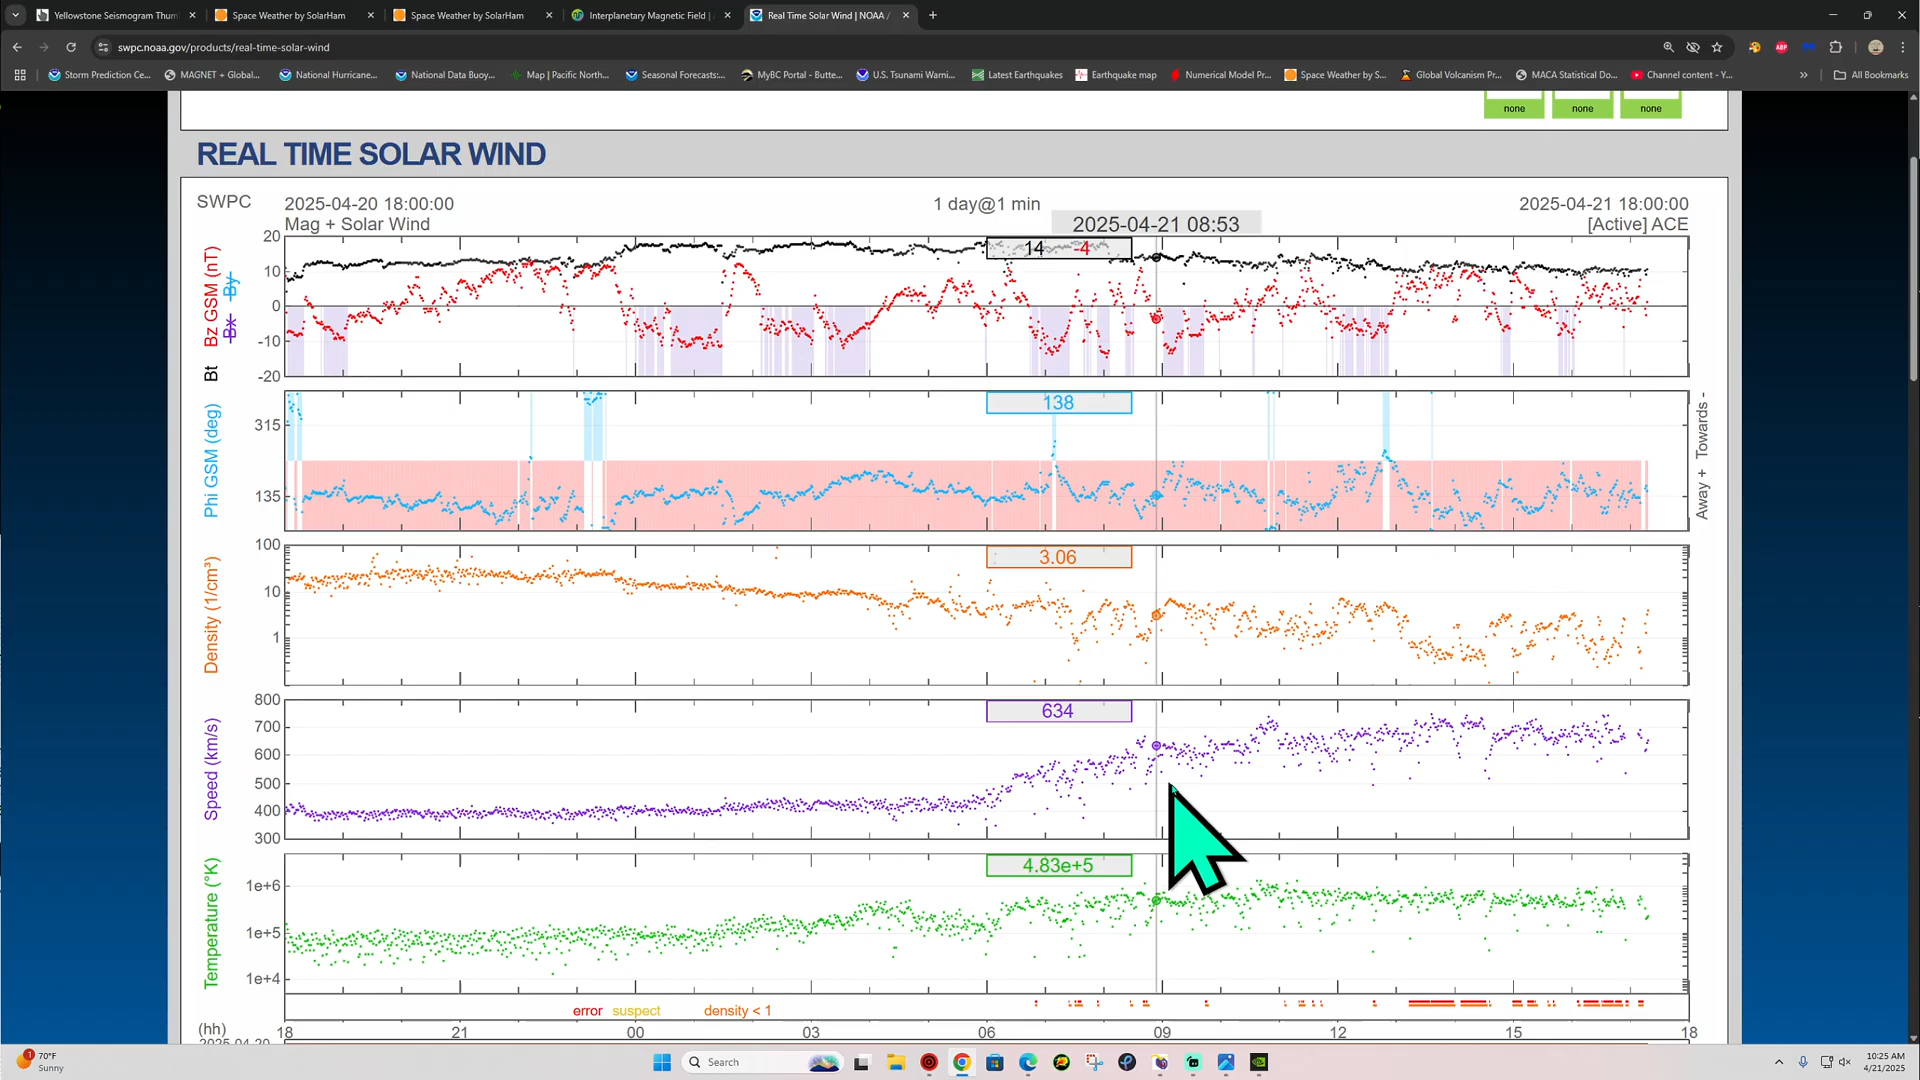 Yellowstone Seismogram Thum
Space Weather by SolarHam
Space Weather by SolarHam
Interplanetary Magnetic Field |
Real Time Solar Wind | NOAA /
swpc.noaa.gov/products/real-time-solar-wind
ABP
Storm Prediction Ce...
MAGNET + Global...
National Hurricane...
National Data Buoy...
Map | Pacific North...
Seasonal Forecasts:...
MyBC Portal - Butte...
U.S. Tsunami Warni...
Latest Earthquakes
Earthquake map
Numerical Model Pr...
Space Weather by S...
Global Volcanism Pr...
MACA Statistical Do...
Channel content - Y...
All Bookmarks
none
none
none
REAL TIME SOLAR WIND
SWPC
2025-04-20 18:00:00
1 day@1 min
2025-04-21 18:00:00
Mag + Solar Wind
2025-04-21 08:53
[Active] ACE
Bt Bz GSM (nT)
Bx By
20
10
0
-10
-20
14 -4
Phi GSM (deg)
315
135
138
Away + Towards -
Density (1/cm³)
100
10
1
3.06
Speed (km/s)
800
700
600
500
400
300
634
Temperature (°K)
1e+6
1e+5
1e+4
4.83e+5
error suspect density < 1
(hh) 18 21 00 03 06 09 12 15 18
2025-04-20
1
70°F
Sunny
Search
10:25 AM
4/21/2025